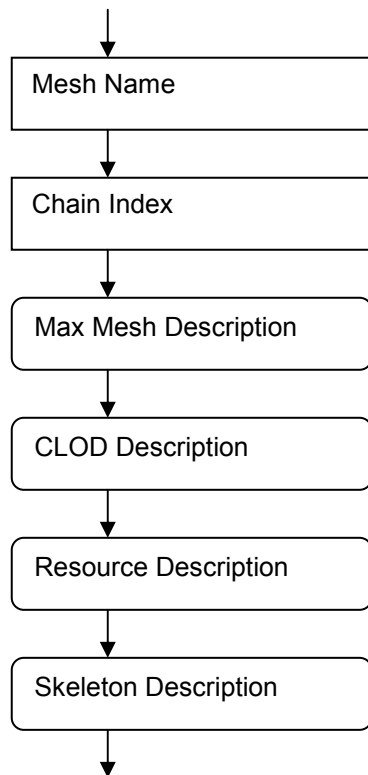 Mesh Name
Chain Index
Max Mesh Description
CLOD Description
Resource Description
Skeleton Description